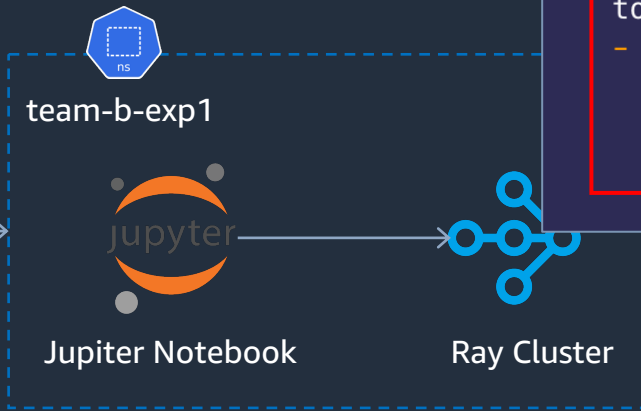 to
-
ns
team-b-exp1
jupyter
Jupiter Notebook
Ray Cluster